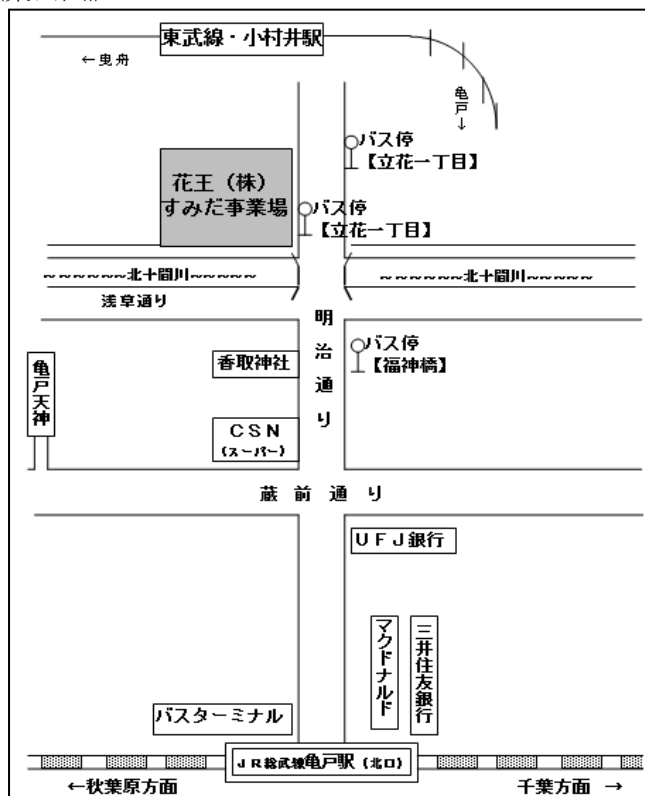 東武線・小村井駅
←曳舟
亀戸→
バス停
【立花一丁目】
花王（株）
すみだ事業場
バス停
【立花一丁目】
～～～～～～北十間川～～～～～
～～～～～～北十間川～～～～～
浅草通り
明治通り
バス停
【福神橋】
香取神社
亀戸天神
ＣＳＮ
(スーパー)
蔵前通り
ＵＦＪ銀行
マクドナルド
三井住友銀行
バスターミナル
ＪＲ総武線亀戸駅（北口）
←秋葉原方面
千葉方面 →